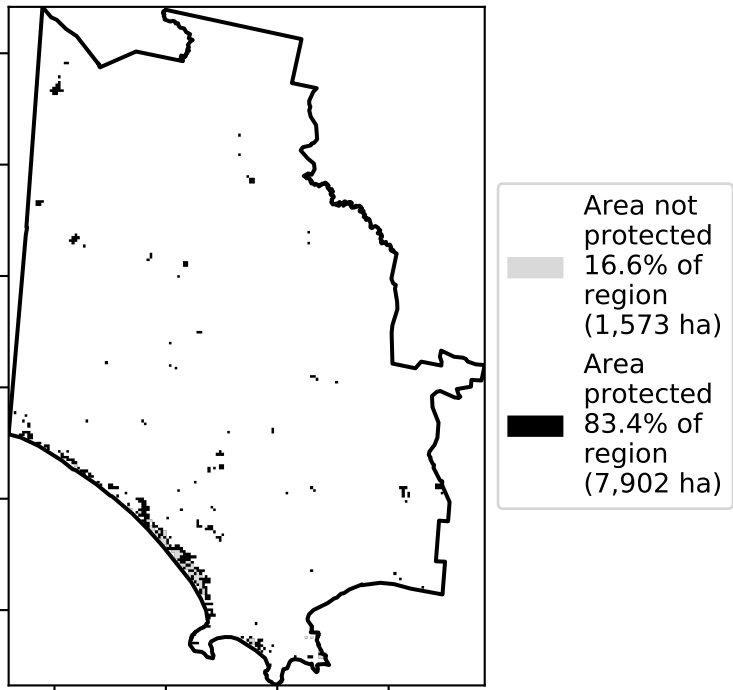 Area not
protected
16.6% of
region
(1,573 ha)
Area
protected
83.4% of
region
(7,902 ha)